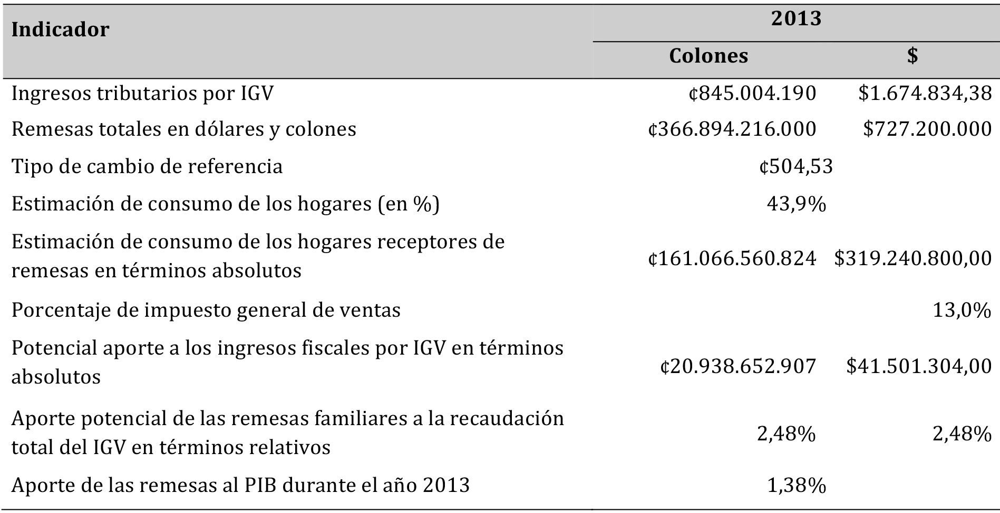 Indicador
2013
Colones $
Ingresos tributarios por IGV ¢845.004.190 $1.674.834,38
Remesas totales en dólares y colones ¢366.894.216.000 $727.200.000
Tipo de cambio de referencia ¢504,53
Estimación de consumo de los hogares (en %) 43,9%
Estimación de consumo de los hogares receptores de
remesas en términos absolutos ¢161.066.560.824 $319.240.800,00
Porcentaje de impuesto general de ventas 13,0%
Potencial aporte a los ingresos fiscales por IGV en términos
absolutos ¢20.938.652.907 $41.501.304,00
Aporte potencial de las remesas familiares a la recaudación
total del IGV en términos relativos 2,48% 2,48%
Aporte de las remesas al PIB durante el año 2013 1,38%